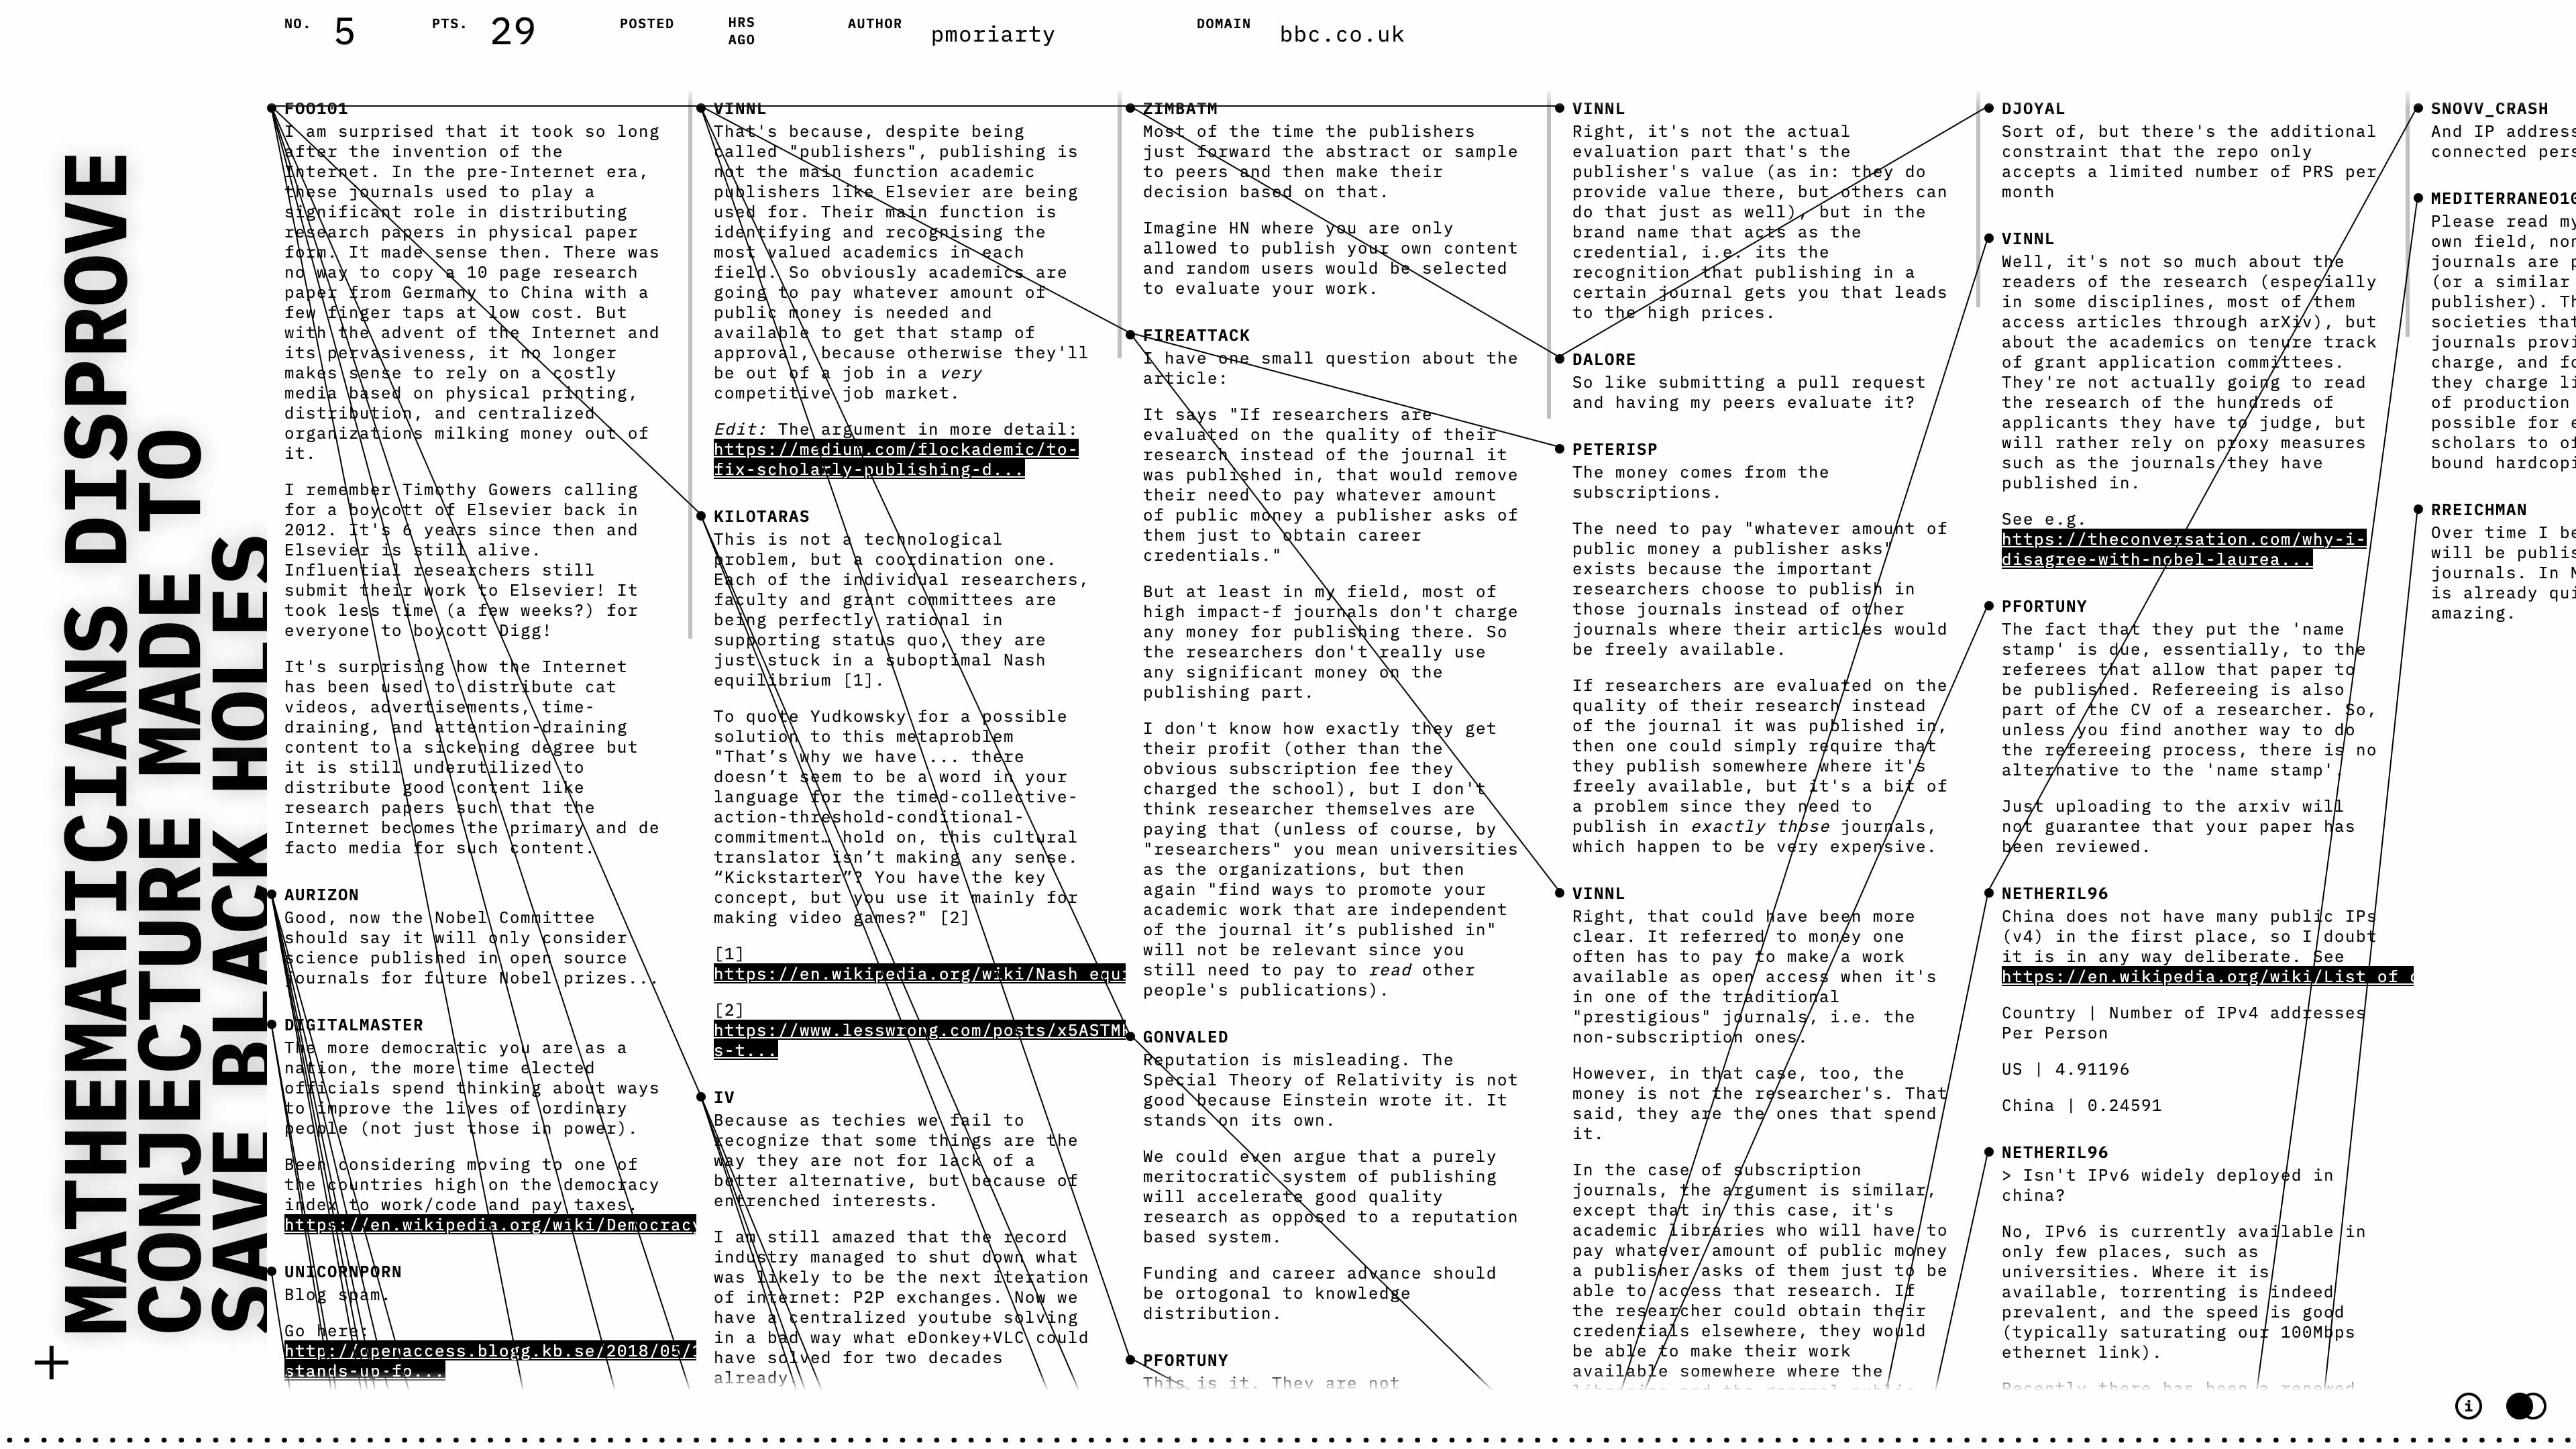 NO. 5 PTS. 29 POSTED HRS AGO AUTHOR pmoriarty DOMAIN bbc.co.uk
MATHEMATICIANS DISPROVE
CONJECTURE MADE TO
SAVE BLACK HOLES
FOO101
I am surprised that it took so long
after the invention of the
Internet. In the pre-Internet era,
these journals used to play a
significant role in distributing
research papers in physical paper
form. It made sense then. There was
no way to copy a 10 page research
paper from Germany to China with a
few finger taps at low cost. But
with the advent of the Internet and
its pervasiveness, it no longer
makes sense to rely on a costly
media based on physical printing,
distribution, and centralized
organizations milking money out of
it.
I remember Timothy Gowers calling
for a boycott of Elsevier back in
2012. It's 6 years since then and
Elsevier is still alive.
Influential researchers still
submit their work to Elsevier! It
took less time (a few weeks?) for
everyone to boycott Digg!
It's surprising how the Internet
has been used to distribute cat
videos, advertisements, time-
draining, and attention-draining
content to a sickening degree but
it is still underutilized to
distribute good content like
research papers such that the
Internet becomes the primary and de
facto media for such content.
AURIZON
Good, now the Nobel Committee
should say it will only consider
science published in open source
journals for future Nobel prizes...
DIGITALMASTER
The more democratic you are as a
nation, the more time elected
officials spend thinking about ways
to improve the lives of ordinary
people (not just those in power).
Been considering moving to one of
the countries high on the democracy
index to work/code and pay taxes.
https://en.wikipedia.org/wiki/Democracy
UNICORNPORN
Blog spam.
Go here:
http://openaccess.blogg.kb.se/2018/05/1
stands-up-fo...
VINNL
That's because, despite being
called "publishers", publishing is
not the main function academic
publishers like Elsevier are being
used for. Their main function is
identifying and recognising the
most valued academics in each
field. So obviously academics are
going to pay whatever amount of
public money is needed and
available to get that stamp of
approval, because otherwise they'll
be out of a job in a very
competitive job market.
Edit: The argument in more detail:
https://medium.com/flockademic/to-
fix-scholarly-publishing-d...
KILOTARAS
This is not a technological
problem, but a coordination one.
Each of the individual researchers,
faculty and grant committees are
being perfectly rational in
supporting status quo, they are
just stuck in a suboptimal Nash
equilibrium [1].
To quote Yudkowsky for a possible
solution to this metaproblem
"That’s why we have ... there
doesn’t seem to be a word in your
language for the timed-collective-
action-threshold-conditional-
commitment… hold on, this cultural
translator isn’t making any sense.
“Kickstarter”? You have the key
concept, but you use it mainly for
making video games?" [2]
[1]
https://en.wikipedia.org/wiki/Nash_equi
[2]
https://www.lesswrong.com/posts/x5ASTM
s-t...
IV
Because as techies we fail to
recognize that some things are the
way they are not for lack of a
better alternative, but because of
entrenched interests.
I am still amazed that the record
industry managed to shut down what
was likely to be the next iteration
of internet: P2P exchanges. Now we
have a centralized youtube solving
in a bad way what eDonkey+VLC could
have solved for two decades
already.
ZIMBATM
Most of the time the publishers
just forward the abstract or sample
to peers and then make their
decision based on that.
Imagine HN where you are only
allowed to publish your own content
and random users would be selected
to evaluate your work.
FIREATTACK
I have one small question about the
article:
It says "If researchers are
evaluated on the quality of their
research instead of the journal it
was published in, that would remove
their need to pay whatever amount
of public money a publisher asks of
them just to obtain career
credentials."
But at least in my field, most of
high impact-f journals don't charge
any money for publishing there. So
the researchers don't really use
any significant money on the
publishing part.
I don't know how exactly they get
their profit (other than the
obvious subscription fee they
charged the school), but I don't
think researcher themselves are
paying that (unless of course, by
"researchers" you mean universities
as the organizations, but then
again "find ways to promote your
academic work that are independent
of the journal it’s published in"
will not be relevant since you
still need to pay to read other
people's publications).
GONVALED
Reputation is misleading. The
Special Theory of Relativity is not
good because Einstein wrote it. It
stands on its own.
We could even argue that a purely
meritocratic system of publishing
will accelerate good quality
research as opposed to a reputation
based system.
Funding and career advance should
be ortogonal to knowledge
distribution.
PFORTUNY
This is it. They are not
VINNL
Right, it's not the actual
evaluation part that's the
publisher's value (as in: they do
provide value there, but others can
do that just as well), but in the
brand name that acts as the
credential, i.e. its the
recognition that publishing in a
certain journal gets you that leads
to the high prices.
DALORE
So like submitting a pull request
and having my peers evaluate it?
PETERISP
The money comes from the
subscriptions.
The need to pay "whatever amount of
public money a publisher asks"
exists because the important
researchers choose to publish in
those journals instead of other
journals where their articles would
be freely available.
If researchers are evaluated on the
quality of their research instead
of the journal it was published in,
then one could simply require that
they publish somewhere where it's
freely available, but it's a bit of
a problem since they need to
publish in exactly those journals,
which happen to be very expensive.
VINNL
Right, that could have been more
clear. It referred to money one
often has to pay to make a work
available as open access when it's
in one of the traditional
"prestigious" journals, i.e. the
non-subscription ones.
However, in that case, too, the
money is not the researcher's. That
said, they are the ones that spend
it.
In the case of subscription
journals, the argument is similar,
except that in this case, it's
academic libraries who will have to
pay whatever amount of public money
a publisher asks of them just to be
able to access that research. If
the researcher could obtain their
credentials elsewhere, they would
be able to make their work
available somewhere where the
libraries and the general public
DJOYAL
Sort of, but there's the additional
constraint that the repo only
accepts a limited number of PRS per
month
VINNL
Well, it's not so much about the
readers of the research (especially
in some disciplines, most of them
access articles through arXiv), but
about the academics on tenure track
of grant application committees.
They're not actually going to read
the research of the hundreds of
applicants they have to judge, but
will rather rely on proxy measures
such as the journals they have
published in.
See e.g.
https://theconversation.com/why-i-
disagree-with-nobel-laurea...
PFORTUNY
The fact that they put the 'name
stamp' is due, essentially, to the
referees that allow that paper to
be published. Refereeing is also
part of the CV of a researcher. So,
unless you find another way to do
the refereeing process, there is no
alternative to the 'name stamp'.
Just uploading to the arxiv will
not guarantee that your paper has
been reviewed.
NETHERIL96
China does not have many public IPs
(v4) in the first place, so I doubt
it is in any way deliberate. See
https://en.wikipedia.org/wiki/List_of_c
Country | Number of IPv4 addresses
Per Person
US | 4.91196
China | 0.24591
NETHERIL96
> Isn't IPv6 widely deployed in
china?
No, IPv6 is currently available in
only few places, such as
universities. Where it is
available, torrenting is indeed
prevalent, and the speed is good
(typically saturating our 100Mbps
ethernet link).
Recently there has been a renewed
SNOVV_CRASH
And IP address
connected pers
MEDITERRANEO10
Please read my
own field, non
journals are p
(or a similar
publisher). Th
societies that
journals provi
charge, and fo
they charge li
of production
possible for e
scholars to of
bound hardcopi
RREICHMAN
Over time I be
will be publis
journals. In M
is already qui
amazing.